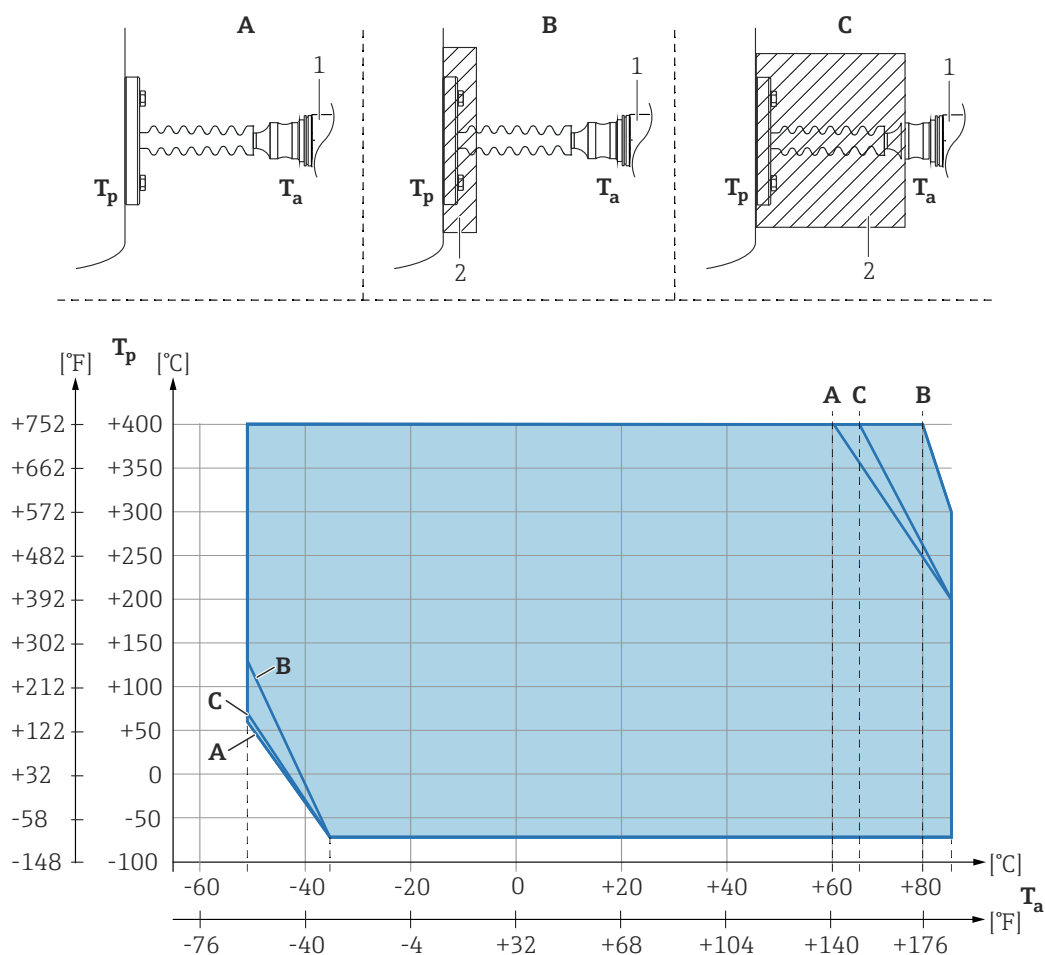 A B C
1 1 1
Tp Ta Tp Ta Tp Ta
2 2
[°F] Tp [°C]
A C B
+752 +400
+662 +350
+572 +300
+482 +250
+392 +200
+302 +150
B
+212 +100
C
+122 +50
A
+32 0
-58 -50
-148 -100
[°C]
-60 -40 -20 0 +20 +40 +60 +80
Ta
[°F]
-76 -40 -4 +32 +68 +104 +140 +176